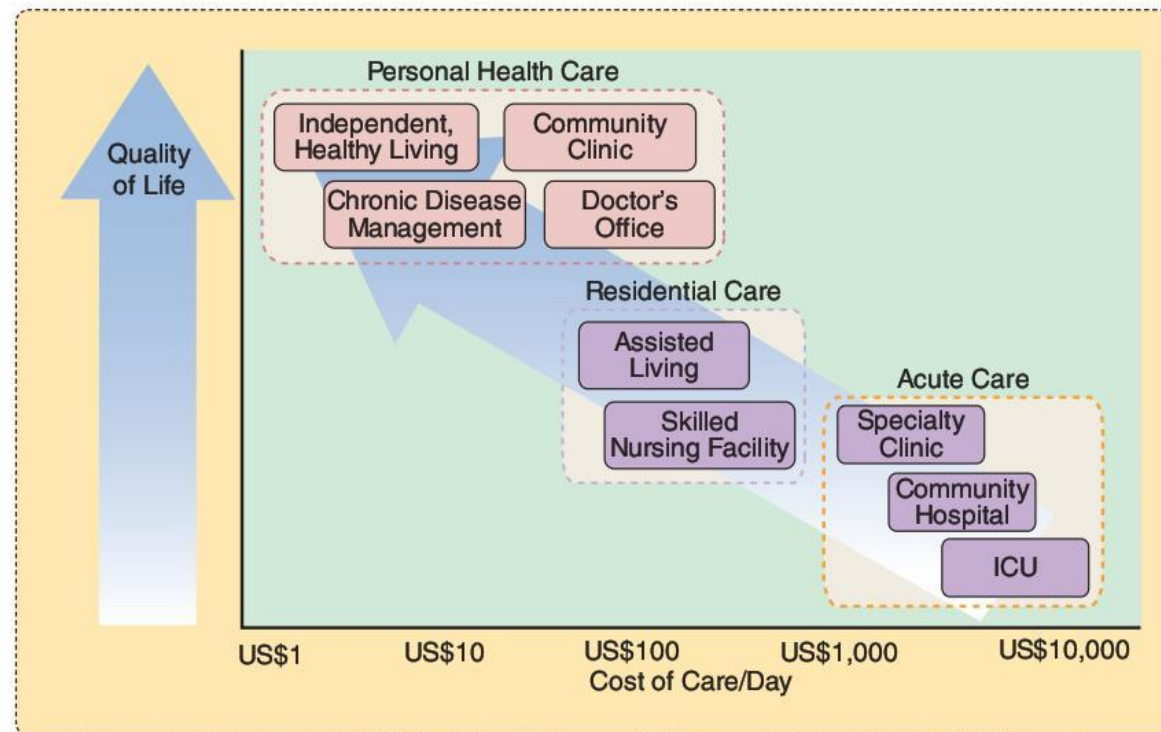 Personal Health Care
Independent,
Healthy Living
Community
Clinic
Quality
of Life
Chronic Disease
Management
Doctor's
Office
Residential Care
Assisted
Living
Acute Care
Skilled
Nursing Facility
Specialty
Clinic
Community
Hospital
ICU
US$1
US$10
US$100
US$1,000
US$10,000
Cost of Care/Day